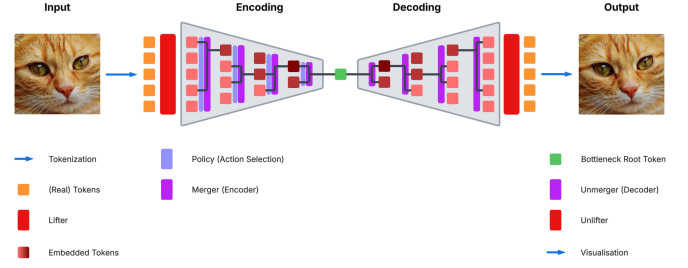 Input
Encoding
Decoding
Output
Tokenization
Policy (Action Selection)
Bottleneck Root Token
(Real) Tokens
Merger (Encoder)
Unmerger (Decoder)
Lifter
Unlifter
Embedded Tokens
Visualisation